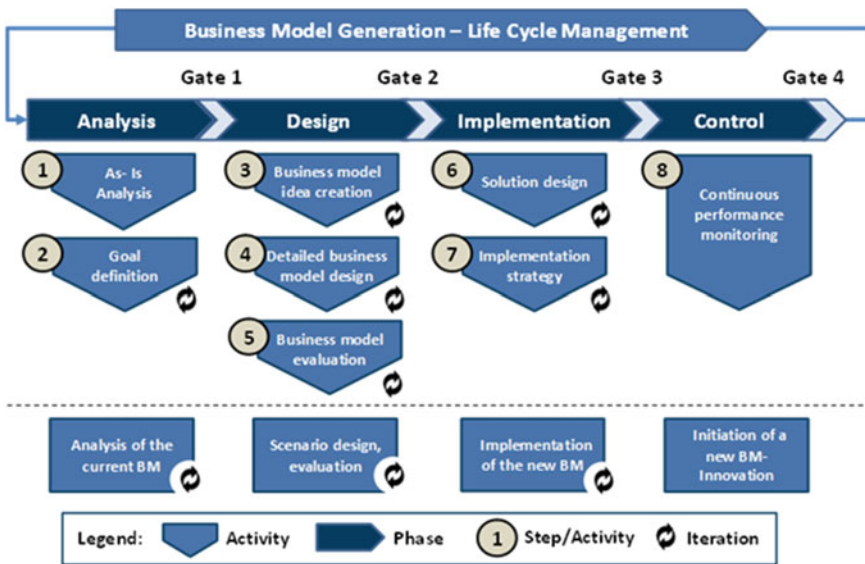 Business Model Generation – Life Cycle Management
Gate 1
Gate 2
Gate 3
Gate 4
Analysis
Design
Implementation
Control
1
As- Is
Analysis
2
Goal
definition
3
Business model
idea creation
4
Detailed business
model design
5
Business model
evaluation
6
Solution design
7
Implementation
strategy
8
Continuous
performance
monitoring
Analysis of the
current BM
Scenario design,
evaluation
Implementation
of the new BM
Initiation of a
new BM-
Innovation
Legend:
Activity
Phase
1
Step/Activity
Iteration